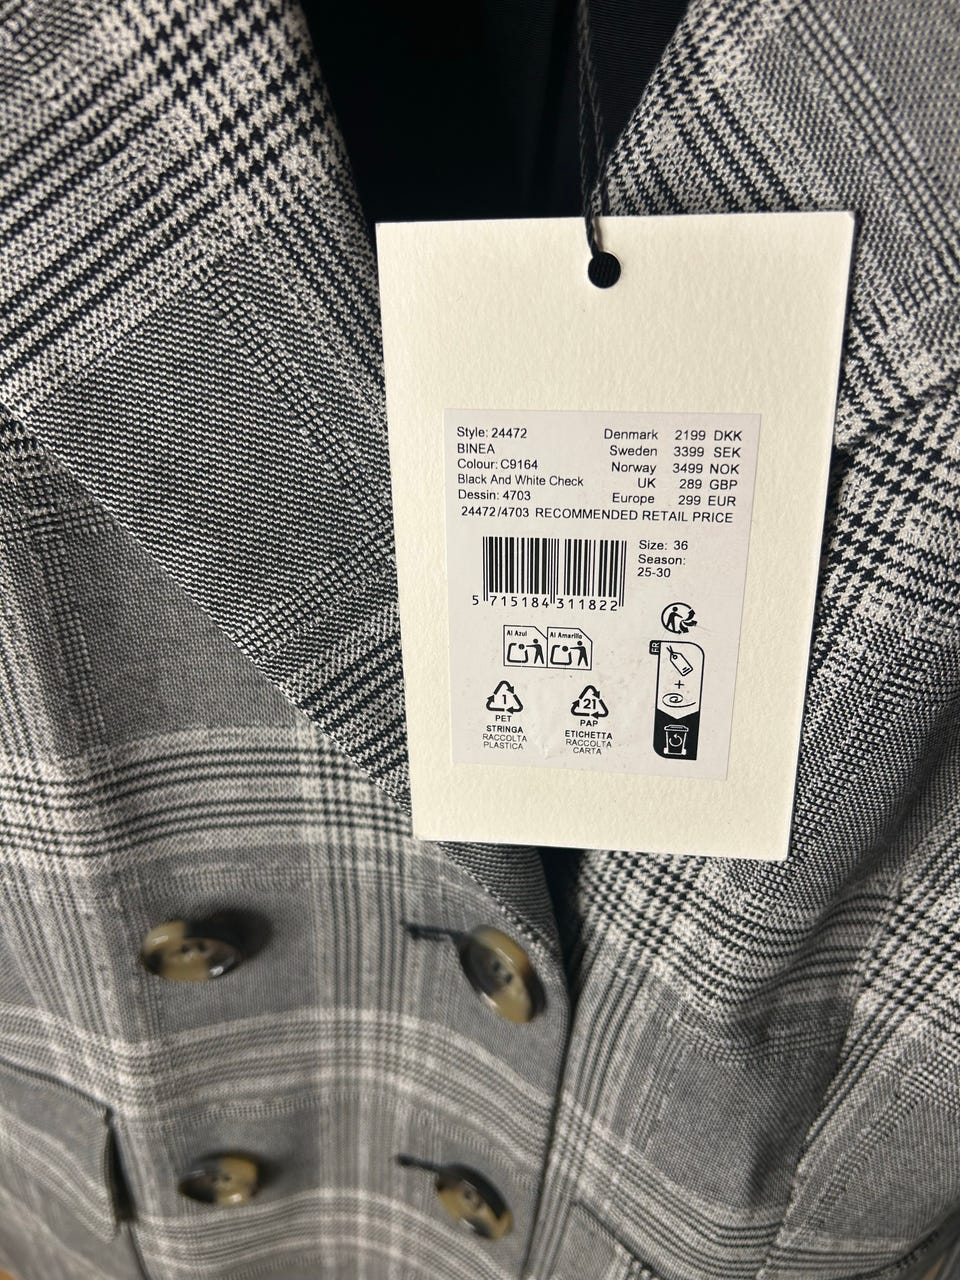 Style: 24472
BINEA
Colour: C9164
Black And White Check
Dessin: 4703
Denmark 2199 DKK
Sweden 3399 SEK
Norway 3499 NOK
UK 289 GBP
Europe 299 EUR
24472/4703 RECOMMENDED RETAIL PRICE
Size: 36
Season:
25-30
5 715184 311822
Al Azul
Al Amarillo
FR
+
@
1
PET
STRINGA
RACCOLTA
PLASTICA
21
PAP
ETICHETTA
RACCOLTA
CARTA